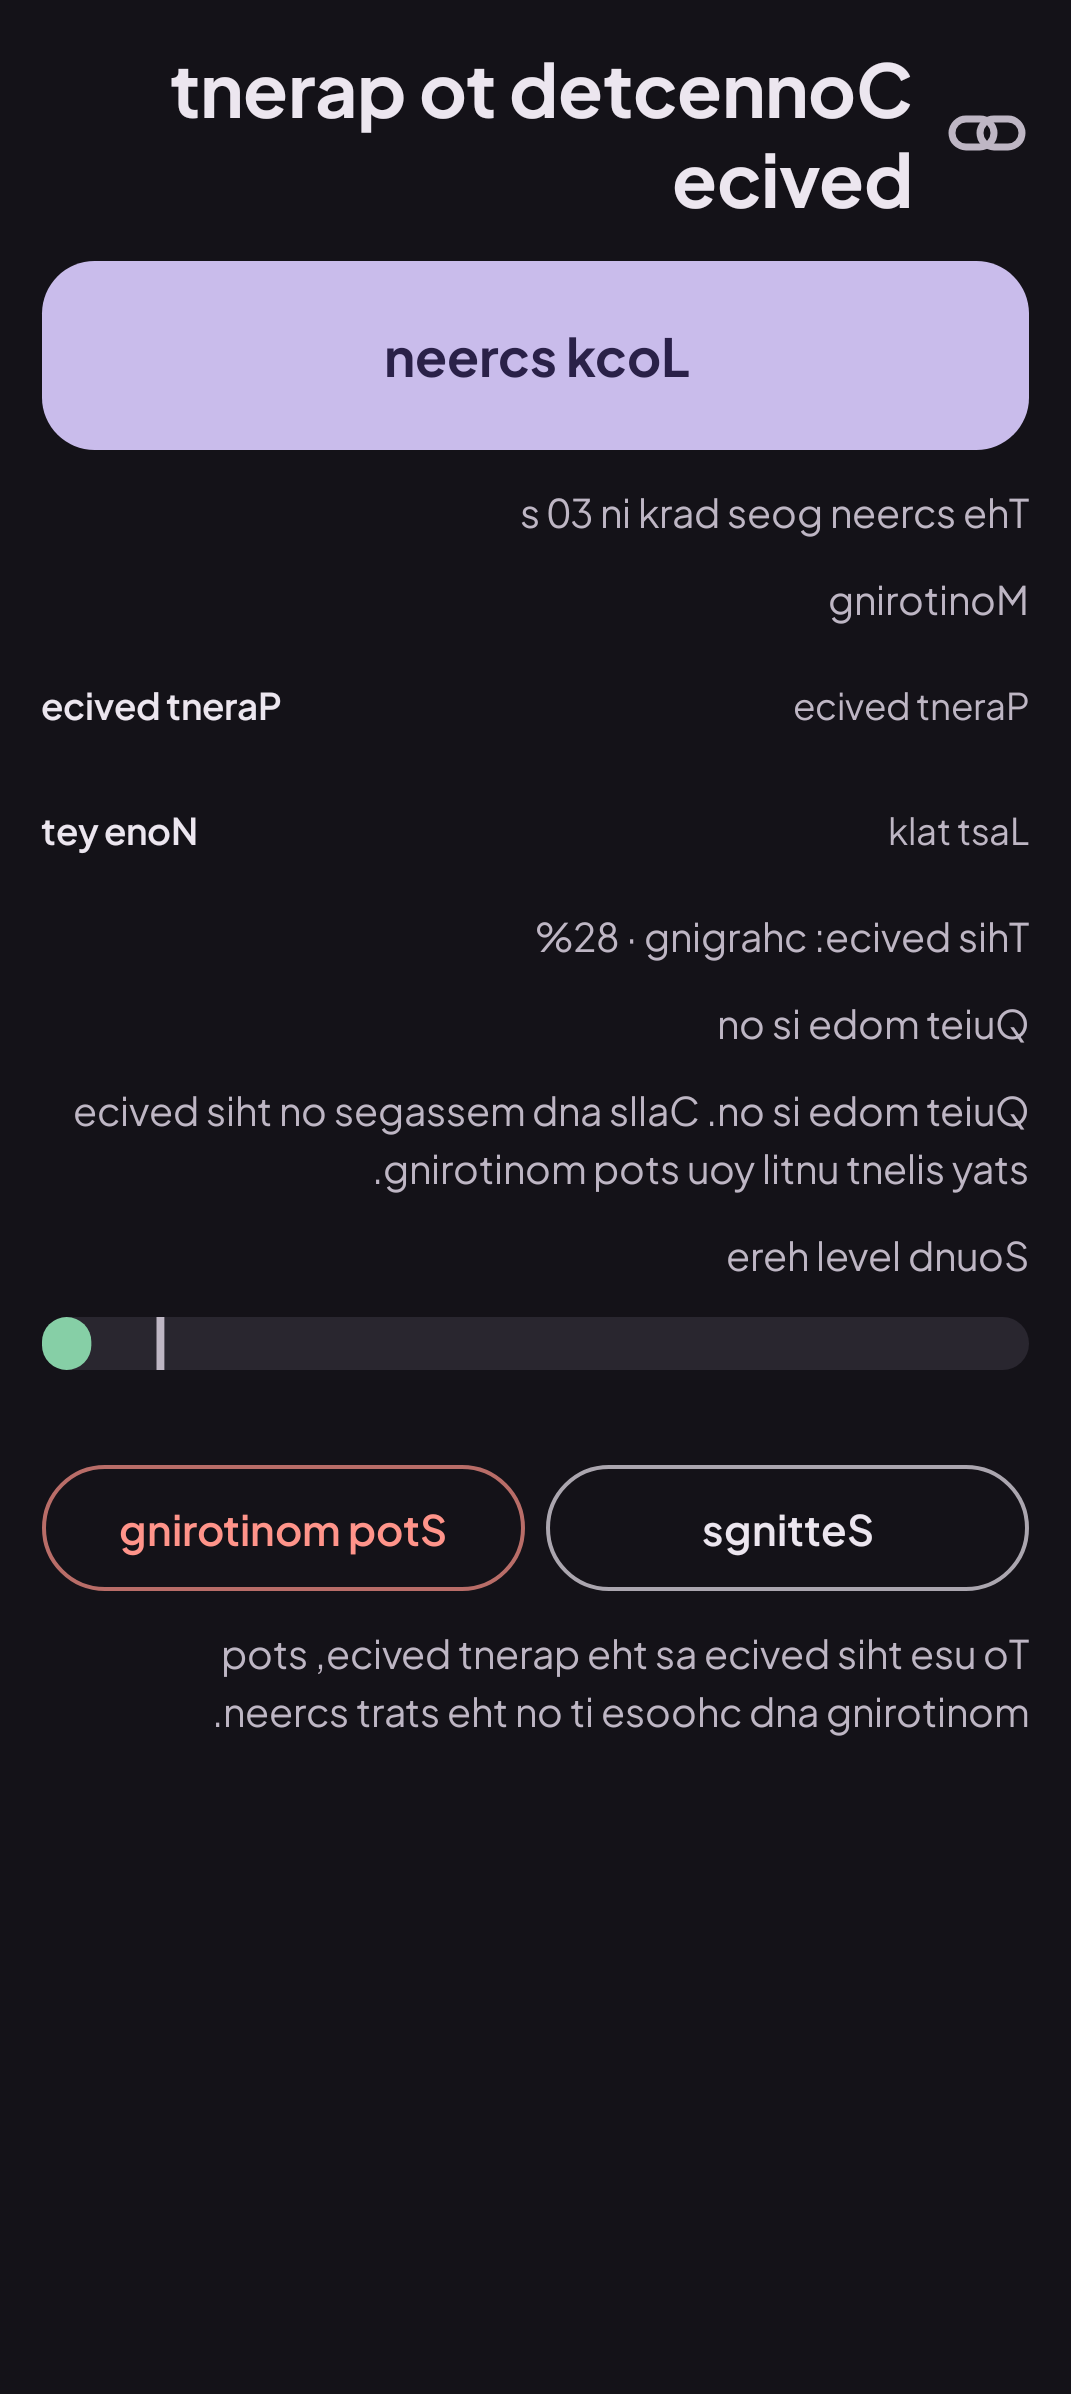 tnerap ot detcennoC
ecived
neercs kcoL
s 03 ni krad seog neercs ehT
gnirotinoM
ecived tneraP
ecived tneraP
klat tsaL
tey enoN
%28 · gnigrahc :ecived sihT
no si edom teiuQ
ecived siht no segassem dna sllaC .no si edom teiuQ
.gnirotinom pots uoy litnu tnelis yats
ereh level dnuoS
sgnitteS
gnirotinom potS
pots ,ecived tnerap eht sa ecived siht esu oT
.neercs trats eht no ti esoohc dna gnirotinom